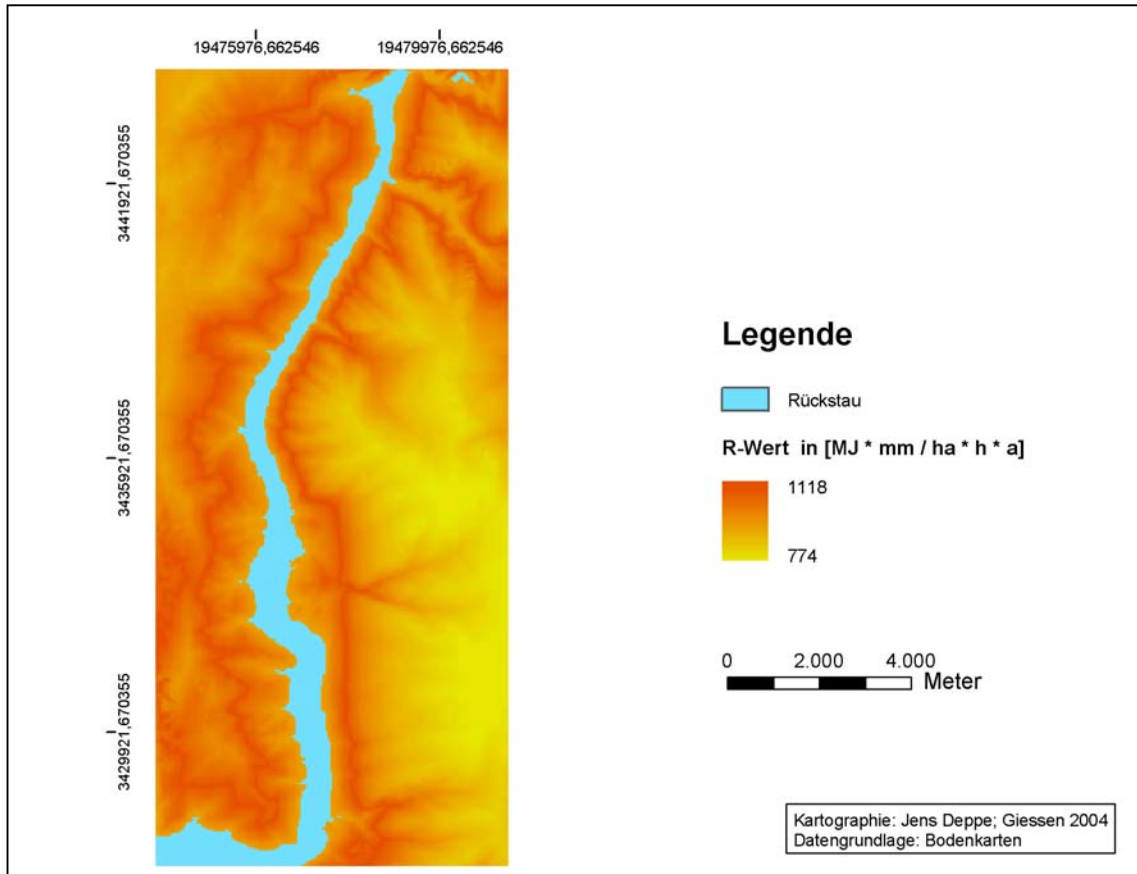 19475976,662546
19479976,662546
3441921,670355
3435921,670355
3429921,670355
Legende
Rückstau
R-Wert in [MJ * mm / ha * h * a]
1118
774
0 2.000 4.000
Meter
Kartographie: Jens Deppe; Giessen 2004
Datengrundlage: Bodenkarten